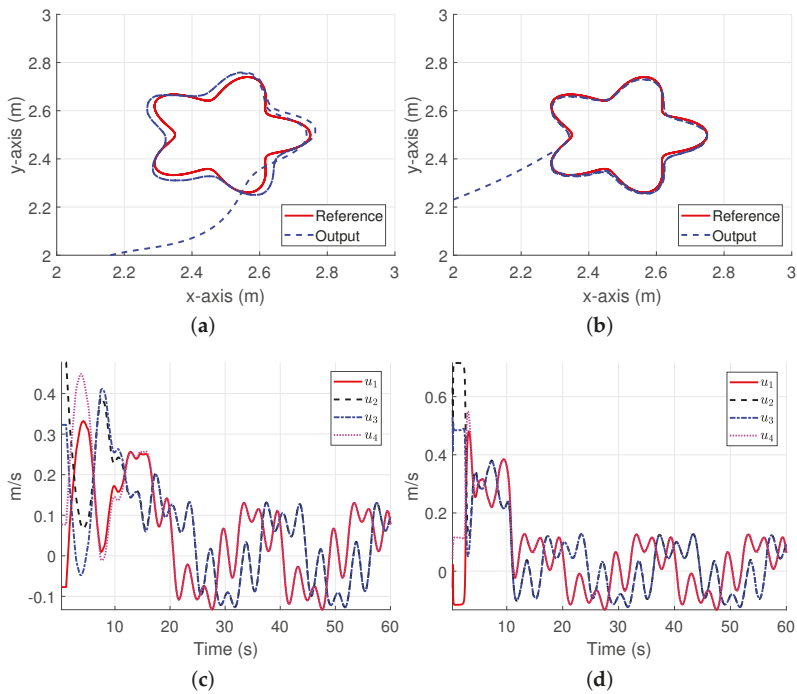 3
2.8
2.6
2.4
2.2
2
y-axis (m)
2
2.2
2.4
2.6
2.8
3
x-axis (m)
Reference
Output
(a)
3
2.8
2.6
2.4
2.2
2
y-axis (m)
2
2.2
2.4
2.6
2.8
3
x-axis (m)
Reference
Output
(b)
0.4
0.3
0.2
0.1
0
-0.1
m/s
10
20
30
40
50
60
Time (s)
u₁
u₂
u₃
u₄
(c)
0.6
0.4
0.2
0
m/s
10
20
30
40
50
60
Time (s)
u₁
u₂
u₃
u₄
(d)